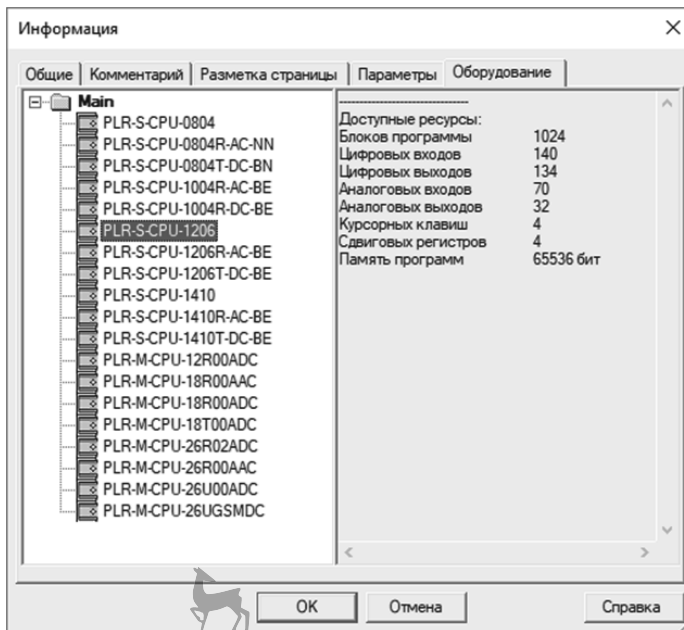 Информация
Общие Комментарий Разметка страницы Параметры Оборудование
Main
PLR-S-CPU-0804
PLR-S-CPU-0804R-AC-NN
PLR-S-CPU-0804T-DC-BN
PLR-S-CPU-1004R-AC-BE
PLR-S-CPU-1004R-DC-BE
PLR-S-CPU-1206
PLR-S-CPU-1206R-AC-BE
PLR-S-CPU-1206T-DC-BE
PLR-S-CPU-1410
PLR-S-CPU-1410R-AC-BE
PLR-S-CPU-1410T-DC-BE
PLR-M-CPU-12R00ADC
PLR-M-CPU-18R00AAC
PLR-M-CPU-18R00ADC
PLR-M-CPU-18T00ADC
PLR-M-CPU-26R02ADC
PLR-M-CPU-26R00AAC
PLR-M-CPU-26U00ADC
PLR-M-CPU-26UGSMDC
--------------------------------
Доступные ресурсы:
Блоков программы 1024
Цифровых входов 140
Цифровых выходов 134
Аналоговых входов 70
Аналоговых выходов 32
Курсорных клавиш 4
Сдвиговых регистров 4
Память программ 65536 бит
OK Отмена Справка